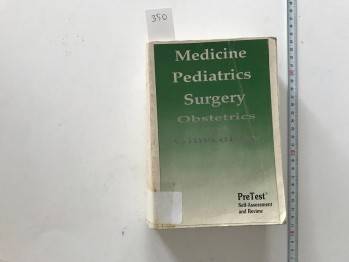 350
Medicine
Pediatrics
Surgery
Obstetrics
PreTest®
Self-Assessment
and Review